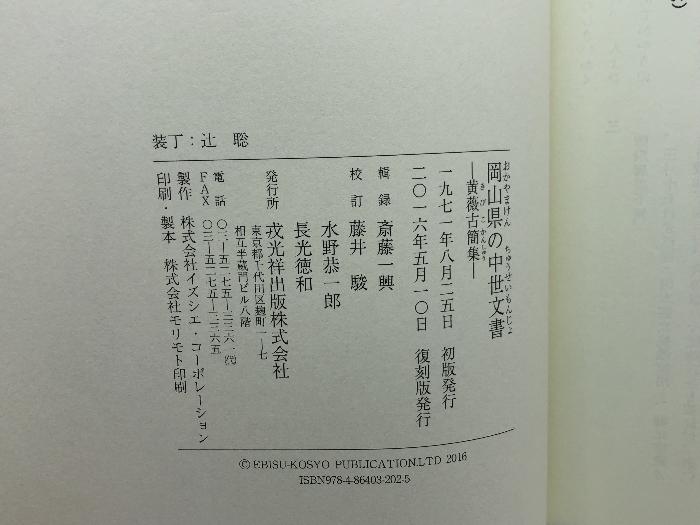 装丁：辻 聡
おかやまけん ちゅうせいもんじょ
岡山県の中世文書
きびこかんしゅう
―黄薇古簡集―
一九七一年八月二五日 初版発行
二〇一六年五月一〇日 復刻版発行
輯録 斎藤一興
校訂 藤井 駿
水野恭一郎
長光徳和
発行所 戎光祥出版株式会社
東京都千代田区麹町一―七
相互半蔵門ビル八階
電話 〇三―五二七五―三三六一㈹
FAX 〇三―五二七五―三三六五
製作 株式会社イズシエ・コーポレーション
印刷・製本 株式会社モリモト印刷
©EBISU-KOSYO PUBLICATION.LTD 2016
ISBN978-4-86403-202-5